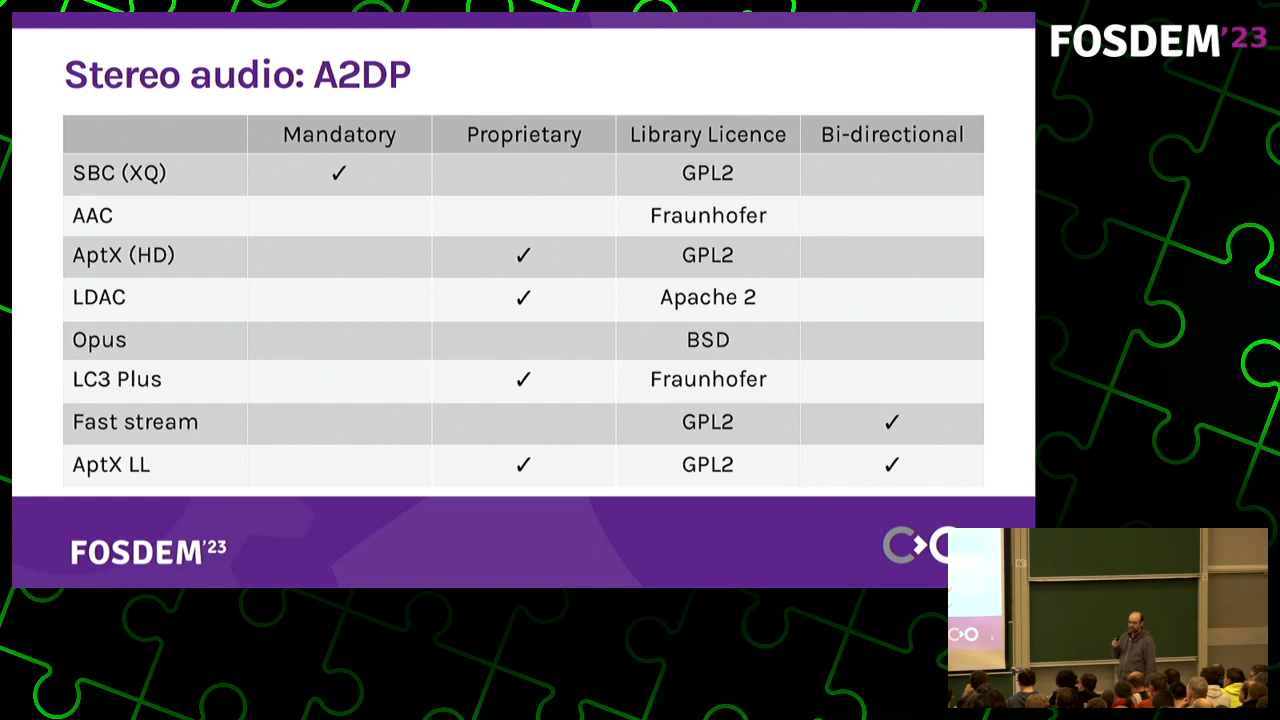 FOSDEM'23
Stereo audio: A2DP
Mandatory Proprietary Library Licence Bi-directional
SBC (XQ) ✓ GPL2
AAC Fraunhofer
AptX (HD) ✓ GPL2
LDAC ✓ Apache 2
Opus BSD
LC3 Plus ✓ Fraunhofer
Fast stream GPL2 ✓
AptX LL ✓ GPL2 ✓
FOSDEM'23